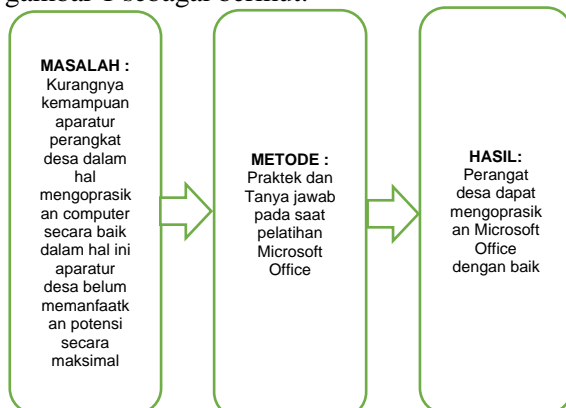 gambar 1 sebagai berikut:
MASALAH :
Kurangnya
kemampuan
aparatur
perangkat
desa dalam
hal
mengoprasik
an computer
secara baik
dalam hal ini
aparatur
desa belum
memanfaatk
an potensi
secara
maksimal
METODE :
Praktek dan
Tanya jawab
pada saat
pelatihan
Microsoft
Office
HASIL:
Perangat
desa dapat
mengoprasik
an Microsoft
Office
dengan baik